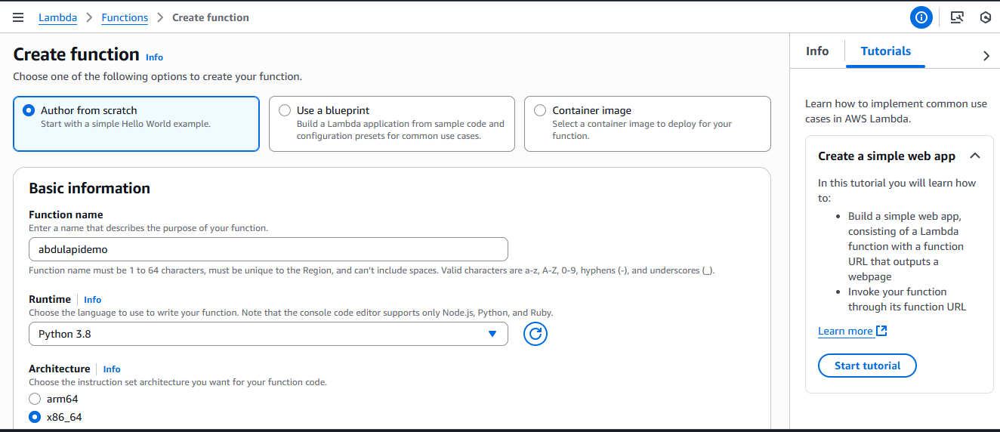 Lambda > Functions > Create function
Create function Info
Choose one of the following options to create your function.
Author from scratch
Start with a simple Hello World example.
Use a blueprint
Build a Lambda application from sample code and
configuration presets for common use cases.
Container image
Select a container image to deploy for your
function.
Basic information
Function name
Enter a name that describes the purpose of your function.
abdulapidemo
Function name must be 1 to 64 characters, must be unique to the Region, and can't include spaces. Valid characters are a-z, A-Z, 0-9, hyphens (-), and underscores (_).
Runtime Info
Choose the language to use to write your function. Note that the console code editor supports only Node.js, Python, and Ruby.
Python 3.8
Architecture Info
Choose the instruction set architecture you want for your function code.
arm64
x86_64
Info Tutorials
Learn how to implement common use
cases in AWS Lambda.
Create a simple web app
In this tutorial you will learn how
to:
• Build a simple web app,
consisting of a Lambda
function with a function
URL that outputs a
webpage
• Invoke your function
through its function URL
Learn more
Start tutorial